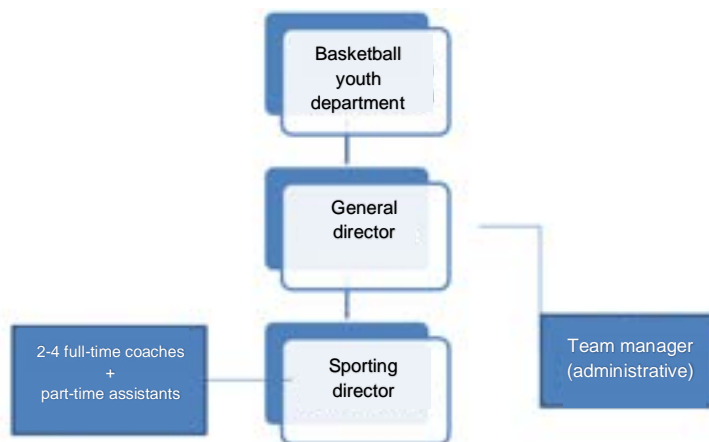 Basketball
youth
department
General
director
2-4 full-time coaches
+
part-time assistants
Sporting
director
Team manager
(administrative)